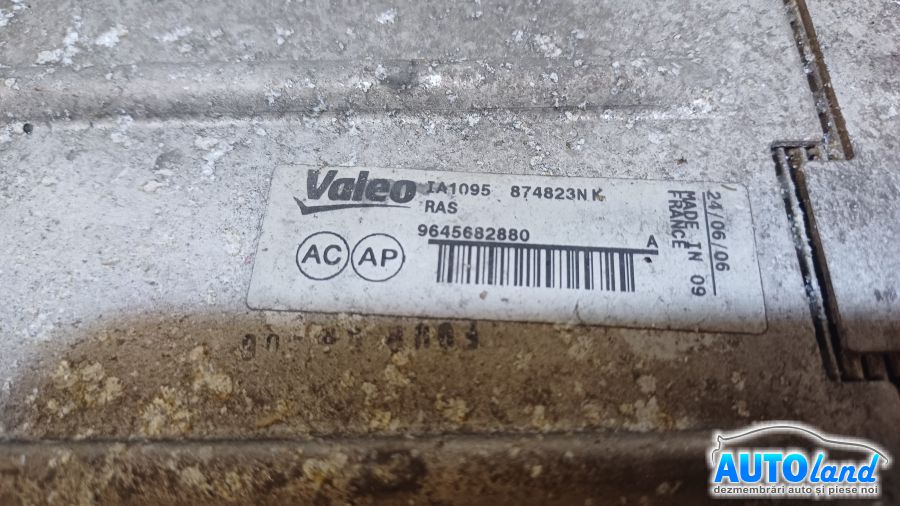 Valeo IA1095 874823N K
RAS
9645682880 A
AC AP
24/06/06
MADE IN 09
FRANCE
AUTOland
dezmembrări auto și piese noi